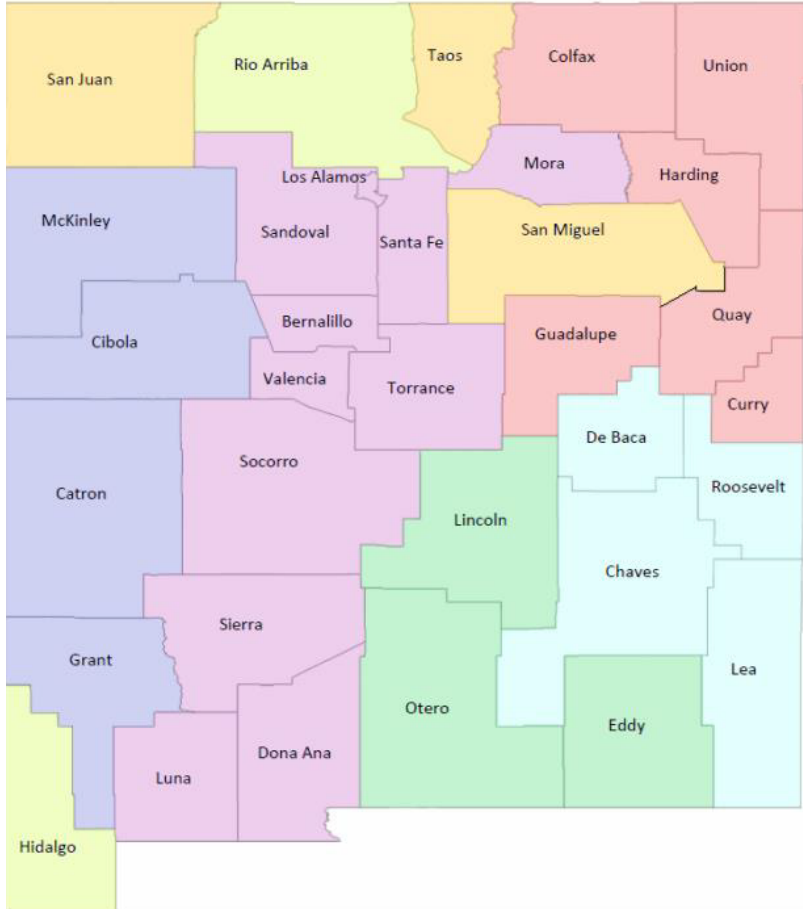 Taos
Colfax
Rio Arriba
Union
San Juan
Mora
Los Alamos
Harding
McKinley
Sandoval
Santa Fe
San Miguel
Bernalillo
Quay
Cibola
Guadalupe
Valencia
Torrance
Curry
De Baca
Socorro
Roosevelt
Catron
Lincoln
Chaves
Sierra
Grant
Lea
Otero
Eddy
Dona Ana
Luna
Hidalgo